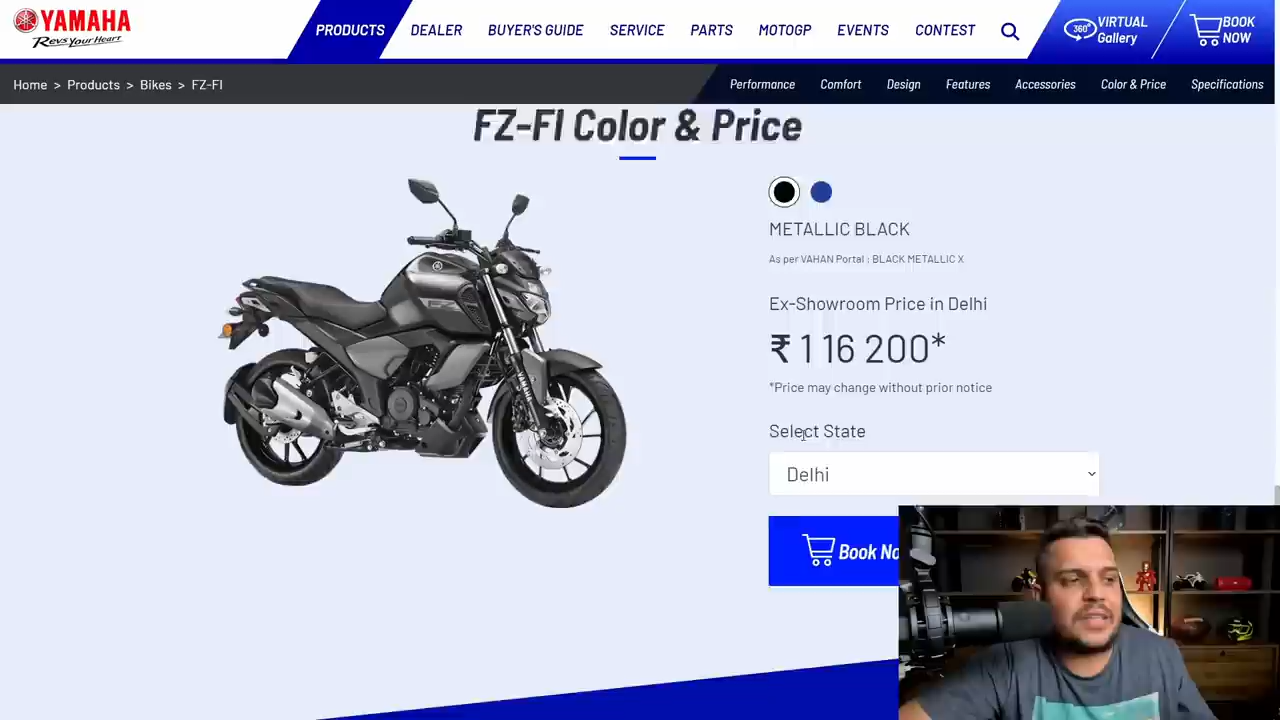 YAMAHA
Revs Your Heart
PRODUCTS DEALER BUYER'S GUIDE SERVICE PARTS MOTOGP EVENTS CONTEST
360° VIRTUAL Gallery
BOOK NOW
Home > Products > Bikes > FZ-FI
Performance Comfort Design Features Accessories Color & Price Specifications
FZ-FI Color & Price
METALLIC BLACK
As per VAHAN Portal : BLACK METALLIC X
Ex-Showroom Price in Delhi
₹ 1 16 200*
*Price may change without prior notice
Select State
Delhi
Book No
YAMAHA